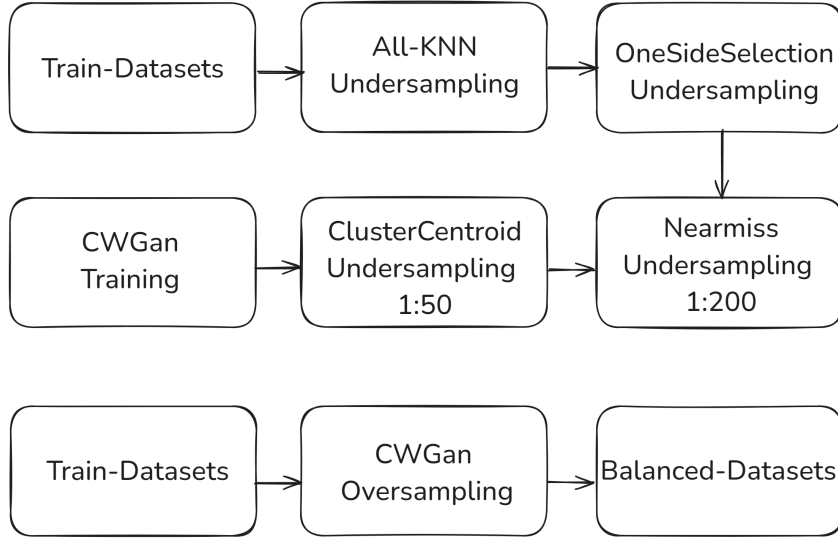 Train-Datasets
All-KNN
Undersampling
OneSideSelection
Undersampling
CWGan
Training
ClusterCentroid
Undersampling
1:50
Nearmiss
Undersampling
1:200
Train-Datasets
CWGan
Oversampling
Balanced-Datasets